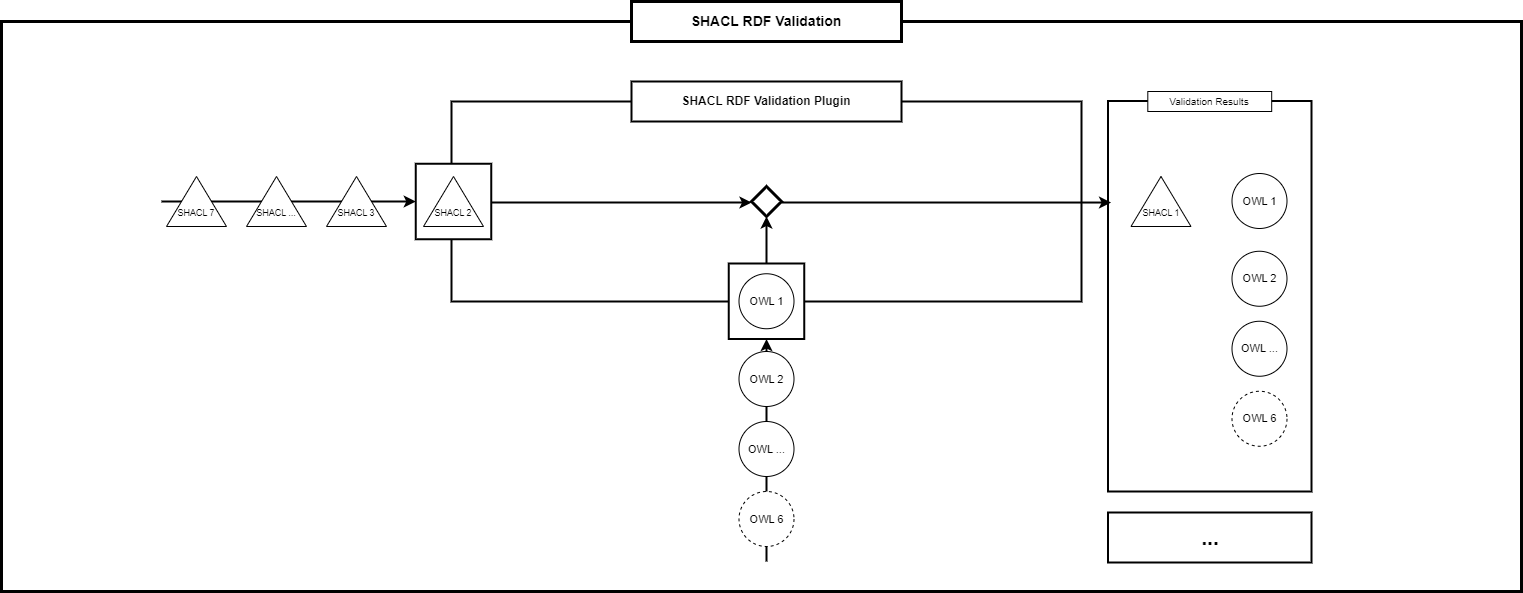 SHACL RDF Validation
SHACL RDF Validation Plugin
Validation Results
SHACL 7
SHACL ...
SHACL 3
SHACL 2
SHACL 1
OWL 1
OWL 2
OWL ...
OWL 6
OWL 1
OWL 2
OWL ...
OWL 6
...